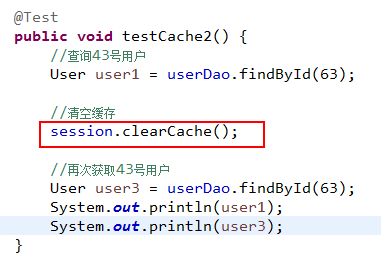 @Test
public void testCache2() {
//查询43号用户
User user1 = userDao.findById(63);
//清空缓存
session.clearCache();
//再次获取43号用户
User user3 = userDao.findById(63);
System.out.println(user1);
System.out.println(user3);
}